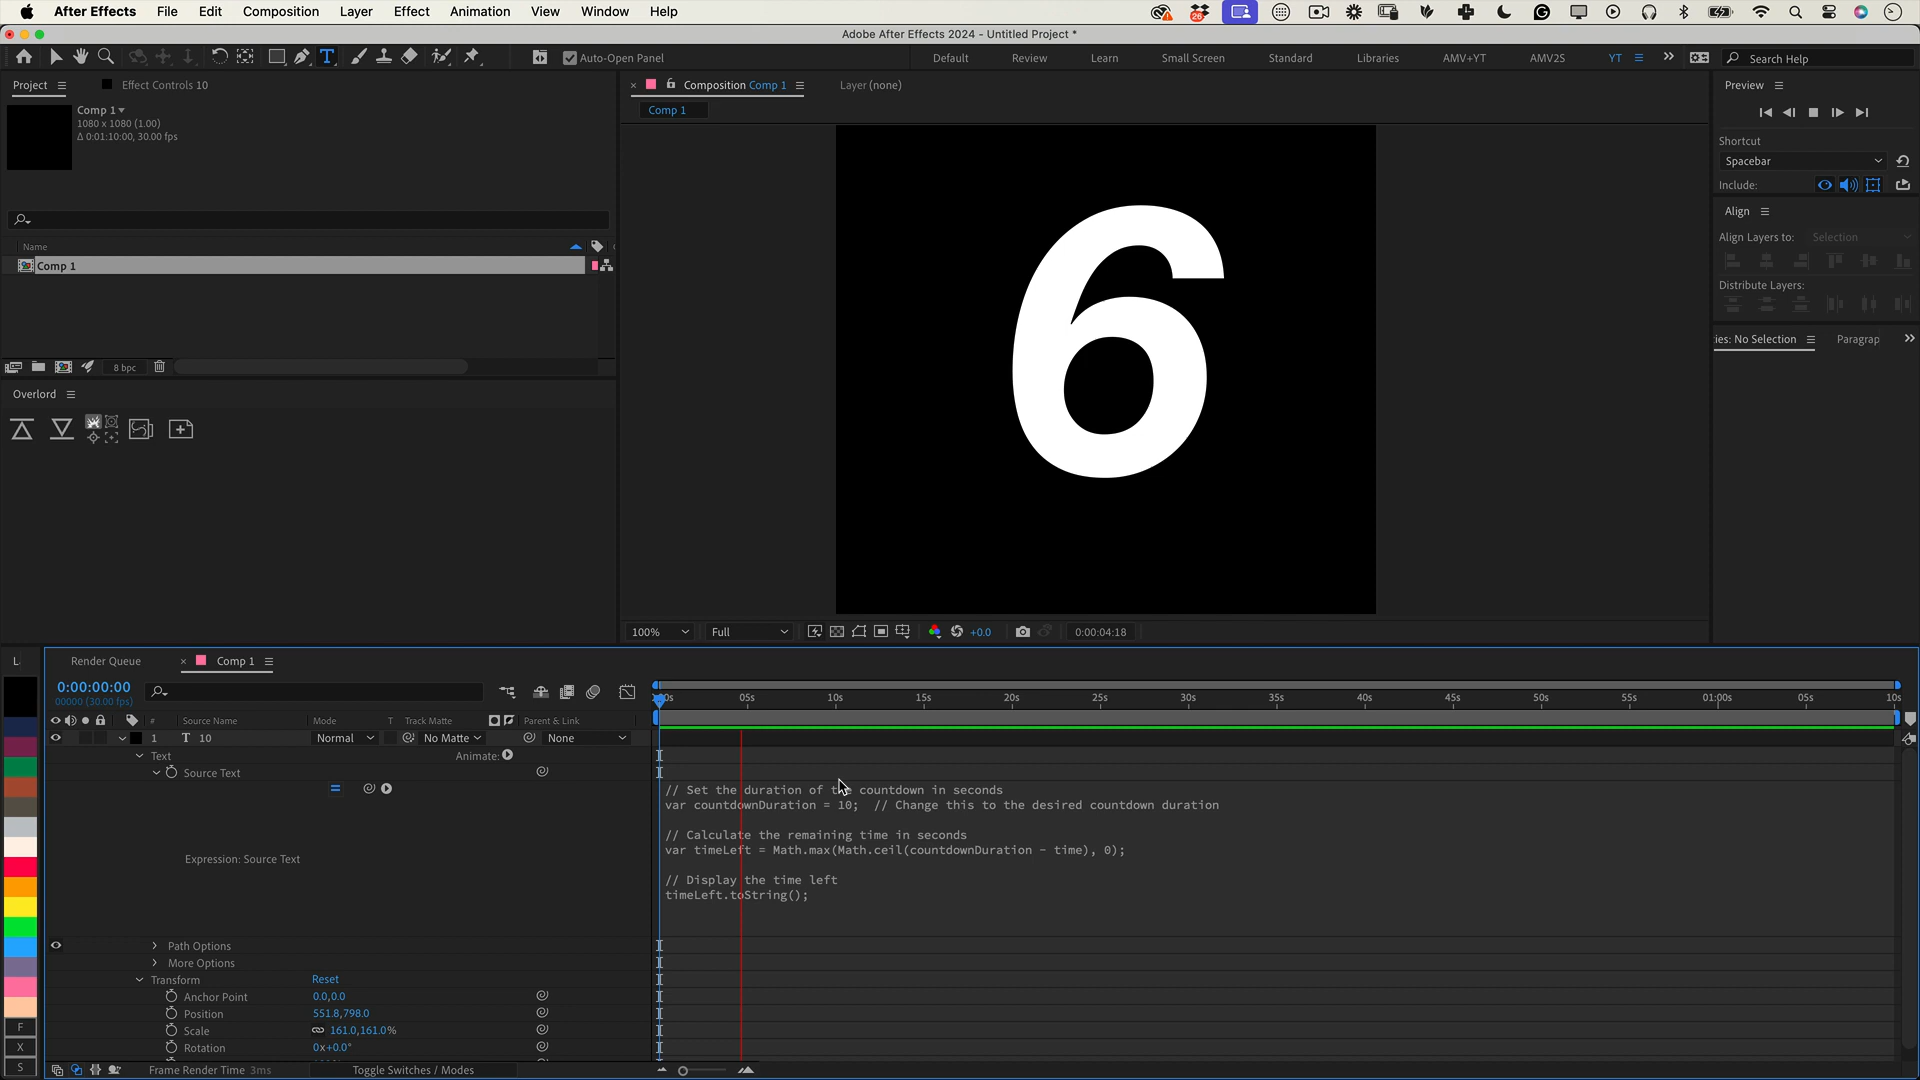 After Effects File Edit Composition Layer Effect Animation View Window Help
26
Adobe After Effects 2024 - Untitled Project *
T Auto-Open Panel Default Review Learn Small Screen Standard Libraries AMV+YT AMV2S YT Search Help
Project Effect Controls 10
Comp 1
1080 x 1080 (1.00)
Δ 0:01:10:00, 30.00 fps
Name
Comp 1
8 bpc
Overlord
Composition Comp 1 Layer (none)
Comp 1
6
100% Full +0.0 0:00:04:18
Preview
Shortcut
Spacebar
Include:
Align
Align Layers to: Selection
Distribute Layers:
ies: No Selection Paragrap
Render Queue Comp 1
0:00:00:00
00000 (30.00 fps)
05s 10s 15s 20s 25s 30s 35s 40s 45s 50s 55s 01:00s 05s 10s
# Source Name Mode T Track Matte Parent & Link
1 T 10 Normal No Matte None
Text Animate:
Source Text
Expression: Source Text
// Set the duration of the countdown in seconds
var countdownDuration = 10; // Change this to the desired countdown duration
// Calculate the remaining time in seconds
var timeLeft = Math.max(Math.ceil(countdownDuration - time), 0);
// Display the time left
timeLeft.toString();
Path Options
More Options
Transform Reset
Anchor Point 0.0,0.0
Position 551.8,798.0
Scale 161.0,161.0%
Rotation 0x+0.0°
F
X
S
Frame Render Time 3ms Toggle Switches / Modes